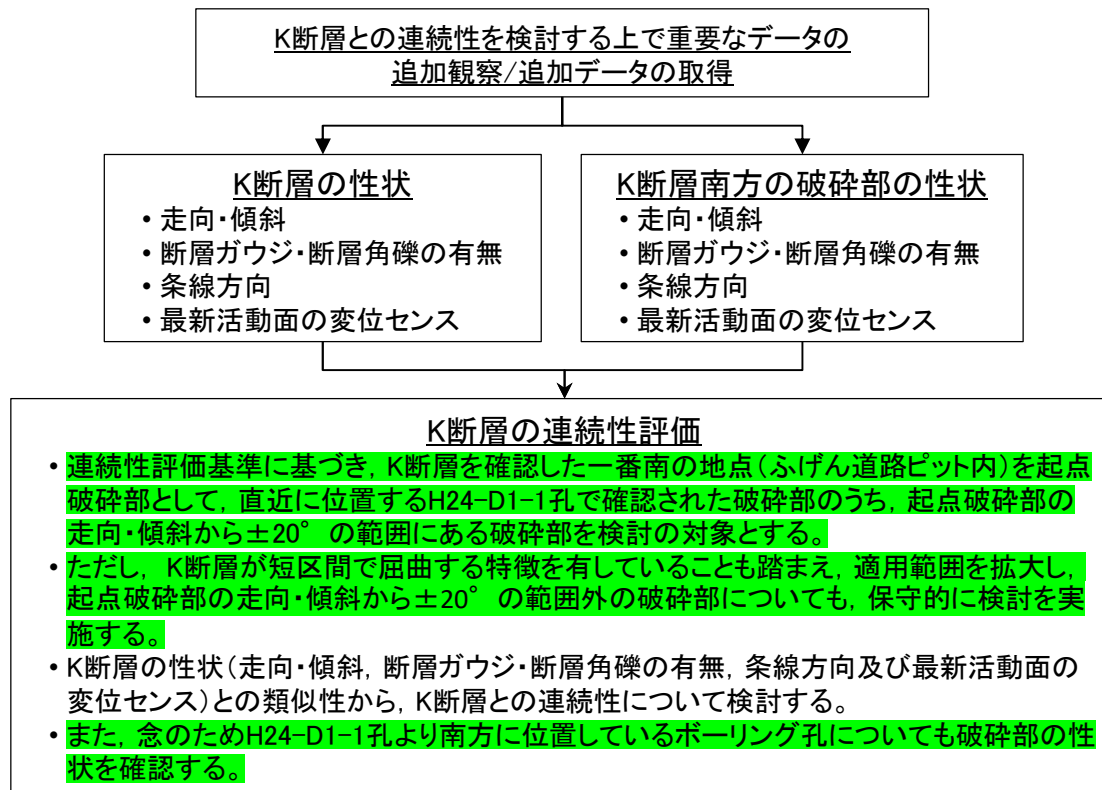 K断層との連続性を検討する上で重要なデータの
追加観察/追加データの取得
K断層の性状
• 走向・傾斜
• 断層ガウジ・断層角礫の有無
• 条線方向
• 最新活動面の変位センス
K断層南方の破砕部の性状
• 走向・傾斜
• 断層ガウジ・断層角礫の有無
• 条線方向
• 最新活動面の変位センス
K断層の連続性評価
• 連続性評価基準に基づき，K断層を確認した一番南の地点（ふげん道路ピット内）を起点
破砕部として，直近に位置するH24-D1-1孔で確認された破砕部のうち，起点破砕部の
走向・傾斜から±20° の範囲にある破砕部を検討の対象とする。
• ただし， K断層が短区間で屈曲する特徴を有していることも踏まえ，適用範囲を拡大し，
起点破砕部の走向・傾斜から±20° の範囲外の破砕部についても，保守的に検討を実
施する。
• K断層の性状（走向・傾斜，断層ガウジ・断層角礫の有無，条線方向及び最新活動面の
変位センス）との類似性から，K断層との連続性について検討する。
• また，念のためH24-D1-1孔より南方に位置しているボーリング孔についても破砕部の性
状を確認する。